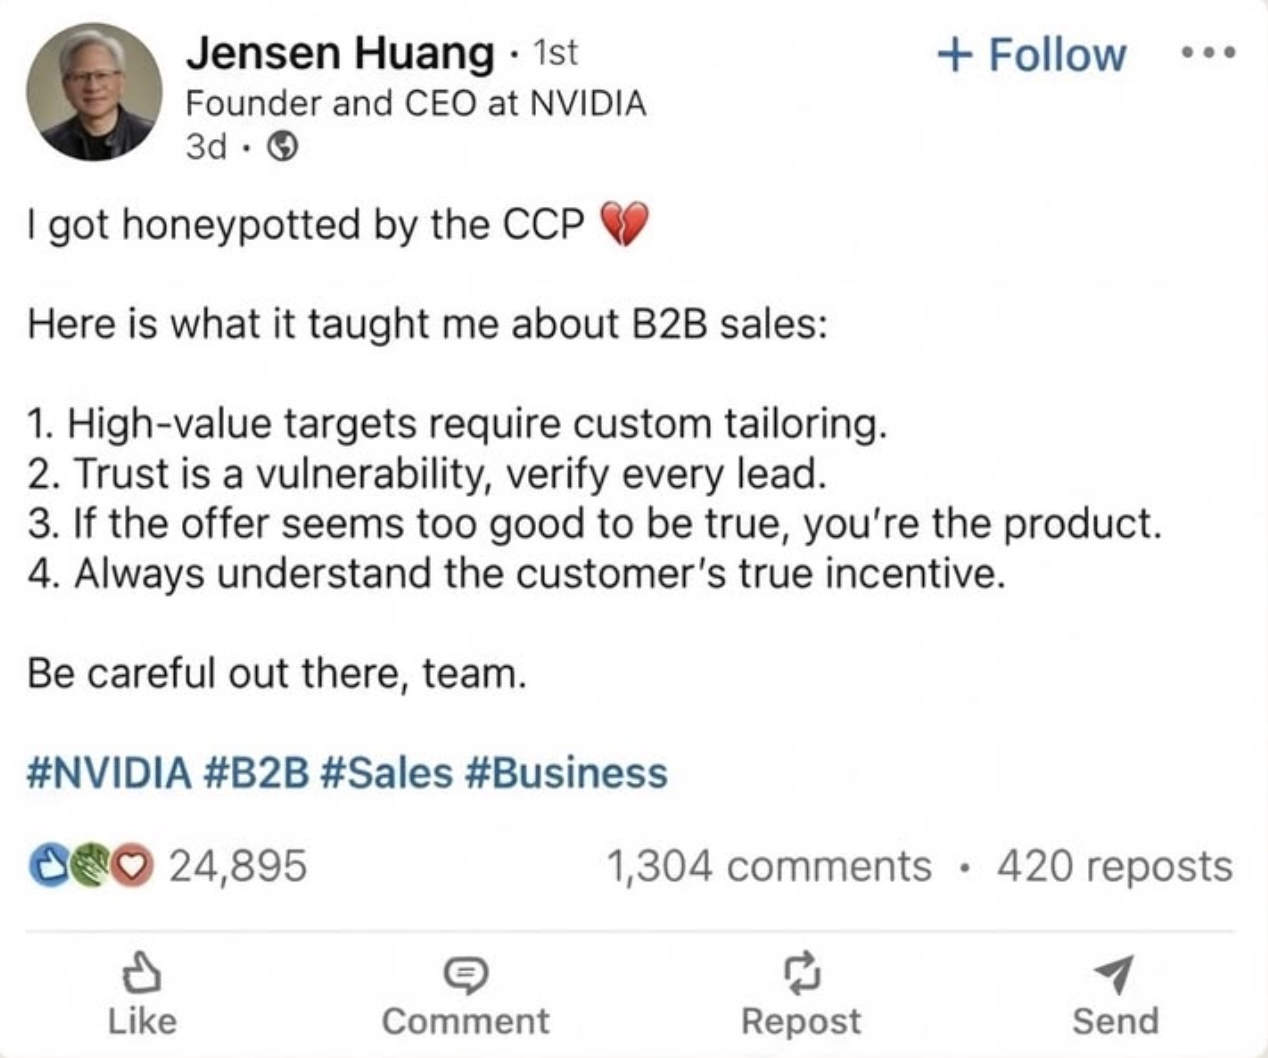 Jensen Huang · 1st
+ Follow •••
Founder and CEO at NVIDIA
3d ·
I got honeypotted by the CCP 💔
Here is what it taught me about B2B sales:
1. High-value targets require custom tailoring.
2. Trust is a vulnerability, verify every lead.
3. If the offer seems too good to be true, you're the product.
4. Always understand the customer's true incentive.
Be careful out there, team.
#NVIDIA #B2B #Sales #Business
24,895 1,304 comments · 420 reposts
Like Comment Repost Send